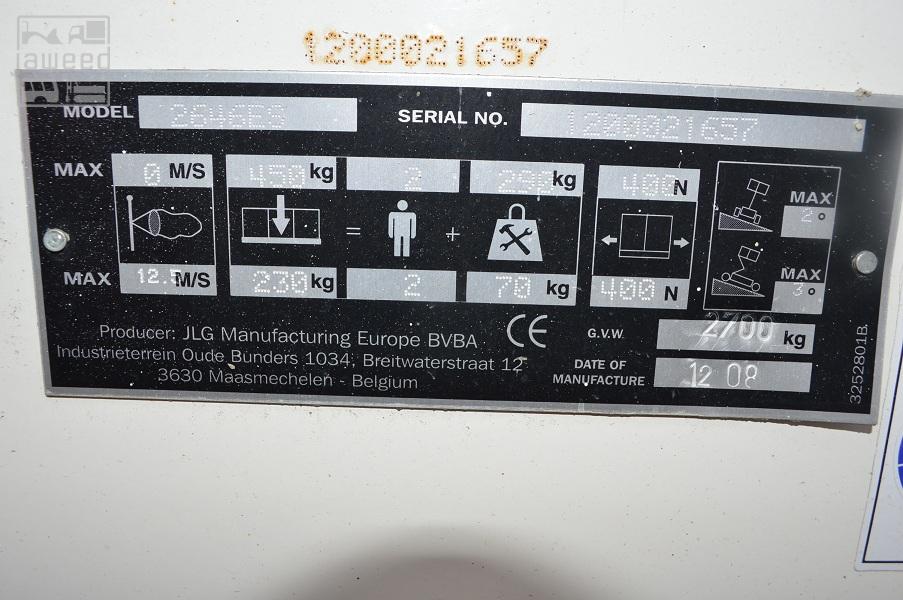 jaweed
1200021657
MODEL 2646ES SERIAL NO. 1200021657
MAX 0 M/S 450 kg 2 290 kg 400 N MAX 2°
= +
MAX 12.5 M/S 230 kg 2 70 kg 400 N MAX 3°
Producer: JLG Manufacturing Europe BVBA CE G.V.W. 2700 kg
Industrieterrein Oude Bunders 1034, Breitwaterstraat 12 DATE OF MANUFACTURE 12 08
3630 Maasmechelen - Belgium
3252801B